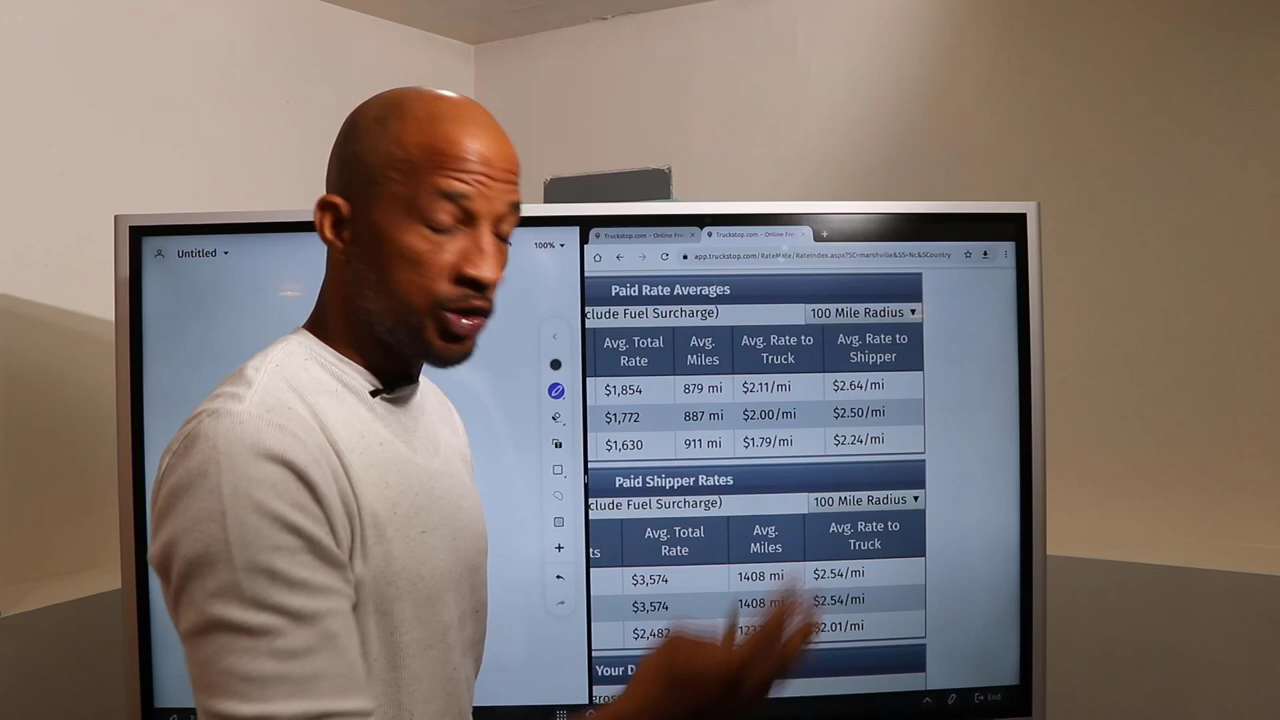 Untitled
100%
Truckstop.com – Online Fre
Truckstop.com – Online Fre
app.truckstop.com/RateMate/RateIndex.aspx?SC=marshville&SS=Nc&SCountry
Paid Rate Averages
clude Fuel Surcharge)
100 Mile Radius
Avg. Total Rate Avg. Miles Avg. Rate to Truck Avg. Rate to Shipper
$1,854 879 mi $2.11/mi $2.64/mi
$1,772 887 mi $2.00/mi $2.50/mi
$1,630 911 mi $1.79/mi $2.24/mi
Paid Shipper Rates
clude Fuel Surcharge)
100 Mile Radius
ts Avg. Total Rate Avg. Miles Avg. Rate to Truck
$3,574 1408 mi $2.54/mi
$3,574 1408 mi $2.54/mi
$2,482 $2.01/mi
Your D
End